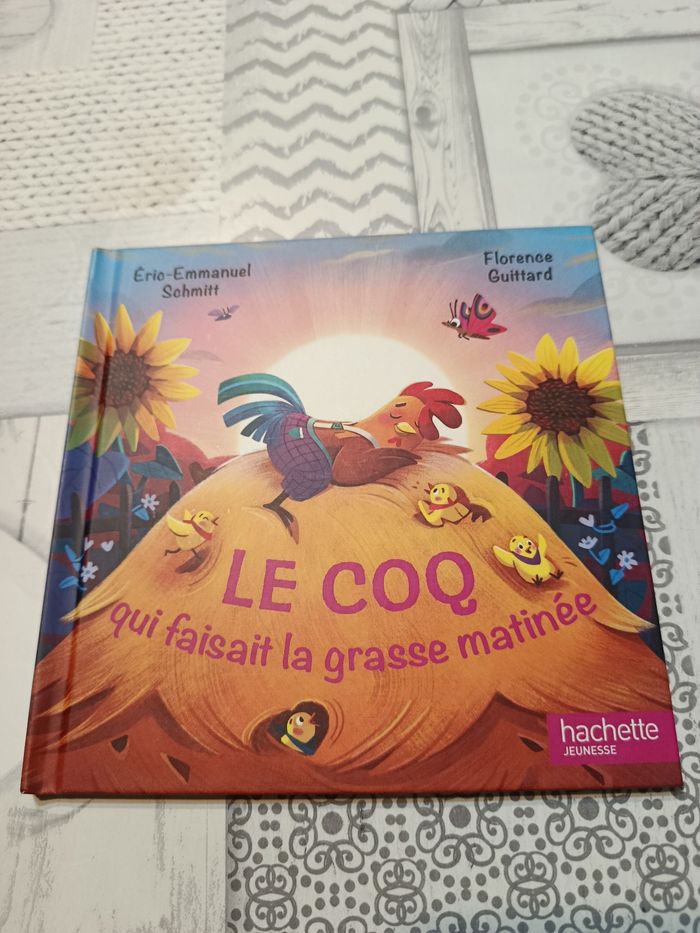 Éric-Emmanuel
Schmitt
Florence
Guittard
LE COQ
qui faisait la grasse matinée
hachette
JEUNESSE